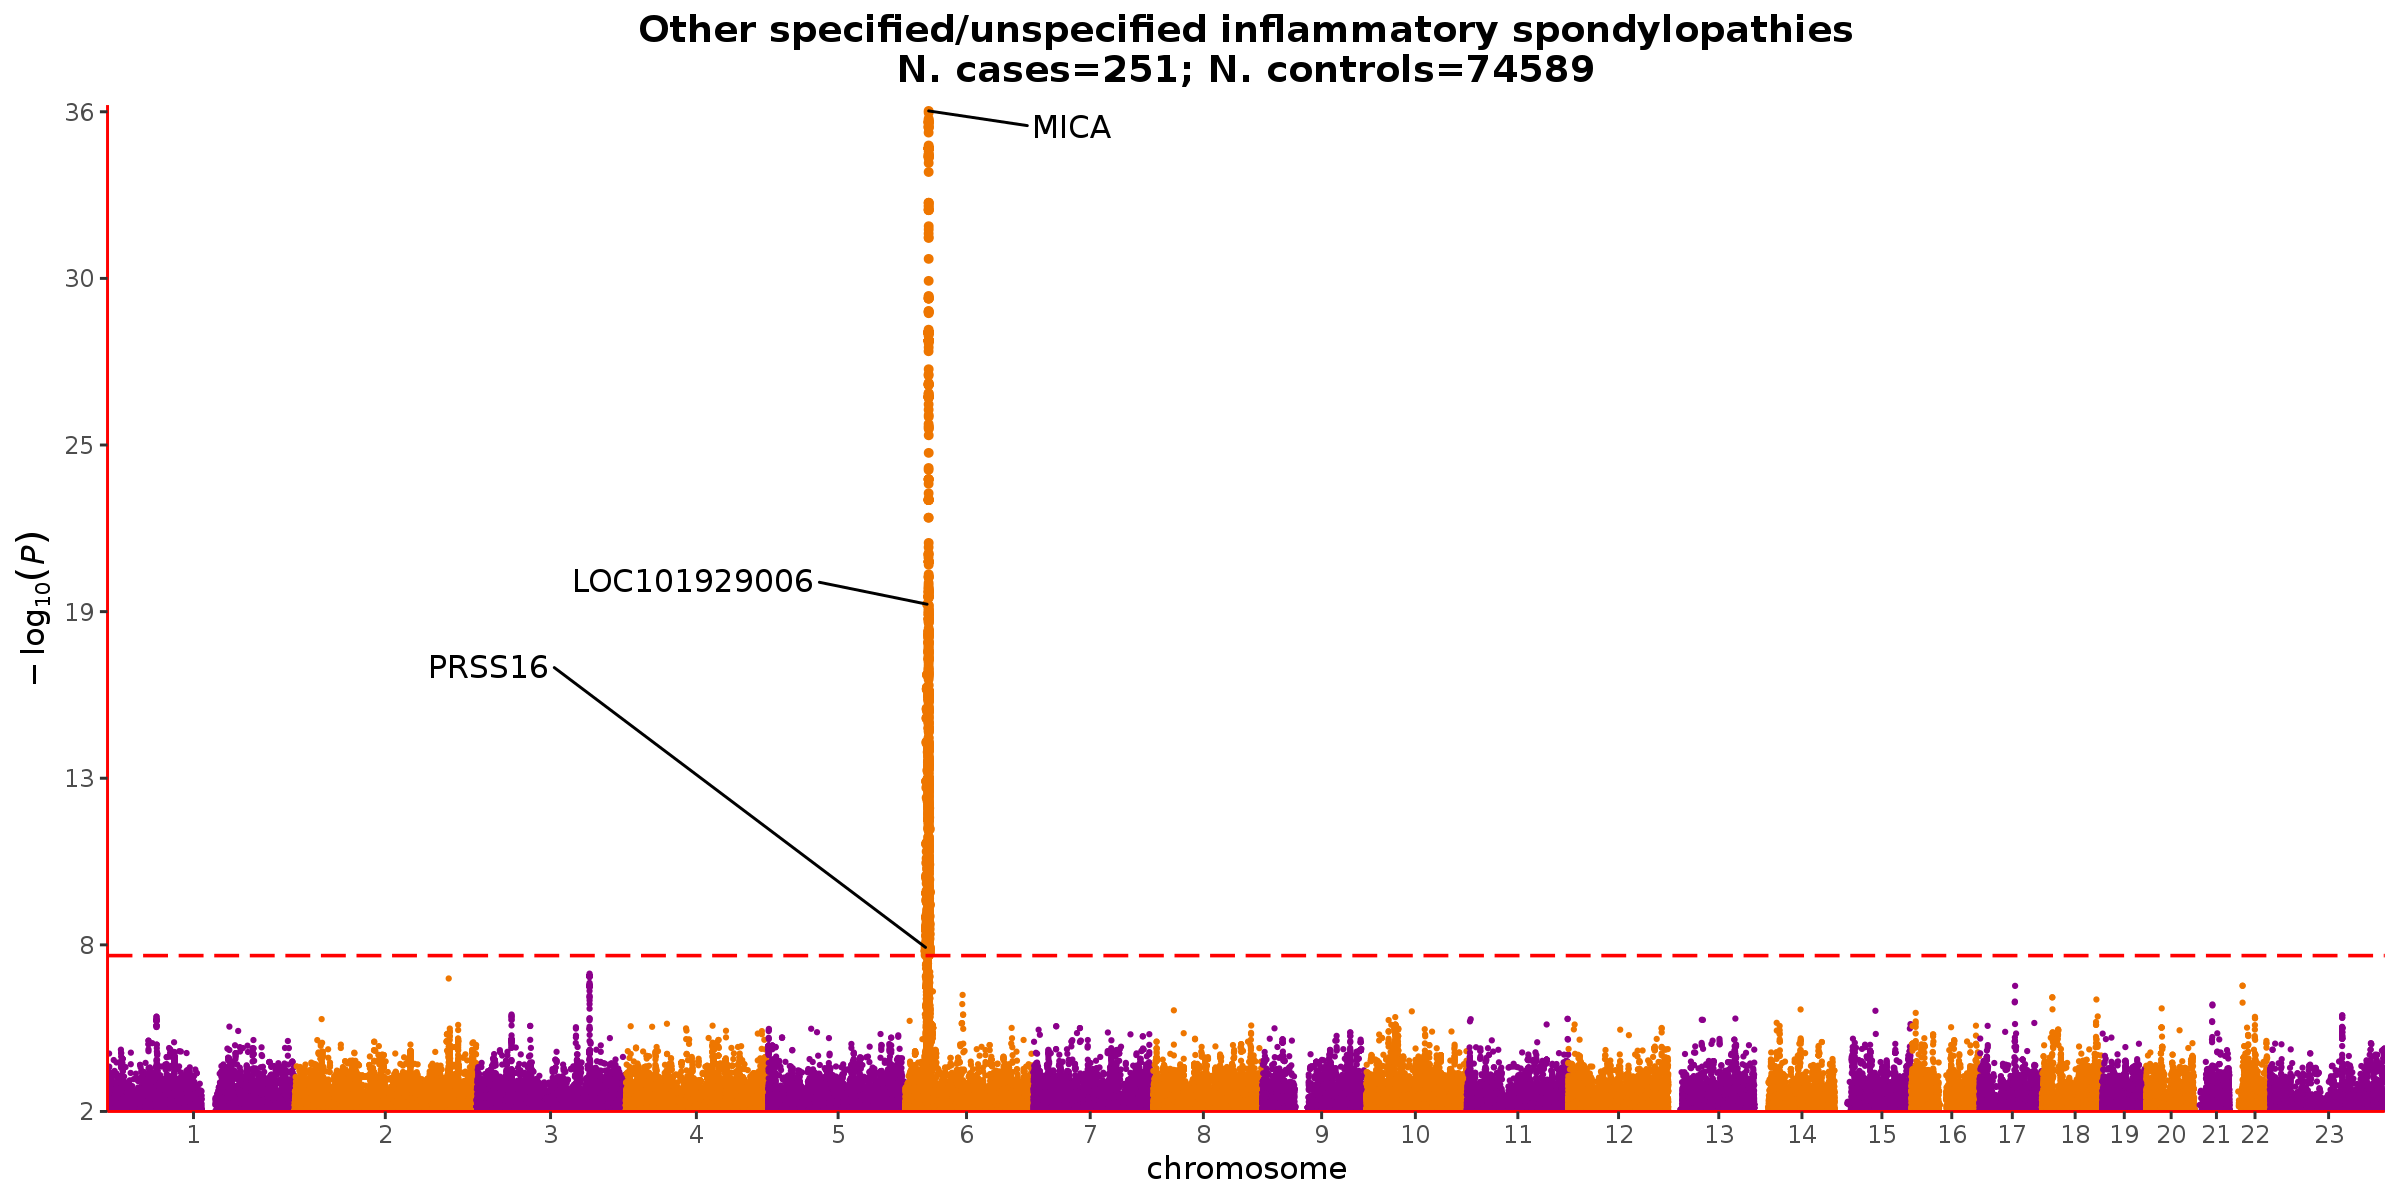 Other specified/unspecified inflammatory spondylopathies
N. cases=251; N. controls=74589
36
MICA
30
25
LOC101929006
19
PRSS16
13
8
2
−log10(P)
1 2 3 4 5 6 7 8 9 10 11 12 13 14 15 16 17 18 19 20 21 22 23
chromosome